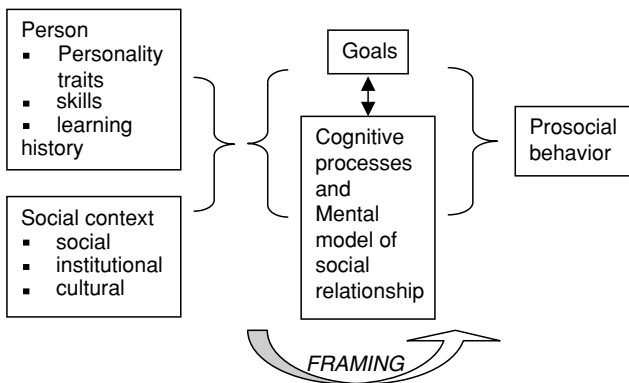 Person
▪ Personality
traits
▪ skills
▪ learning
history
Social context
▪ social
▪ institutional
▪ cultural
Goals
Cognitive
processes
and
Mental
model of
social
relationship
Prosocial
behavior
FRAMING